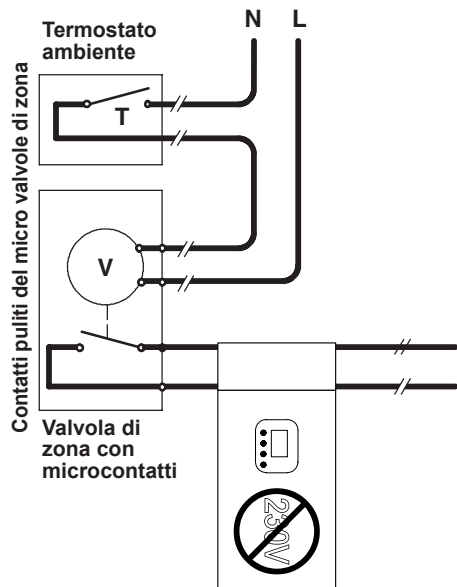 Termostato
ambiente
N L
T
Contatti puliti del micro valvole di zona
V
Valvola di
zona con
microcontatti
230V